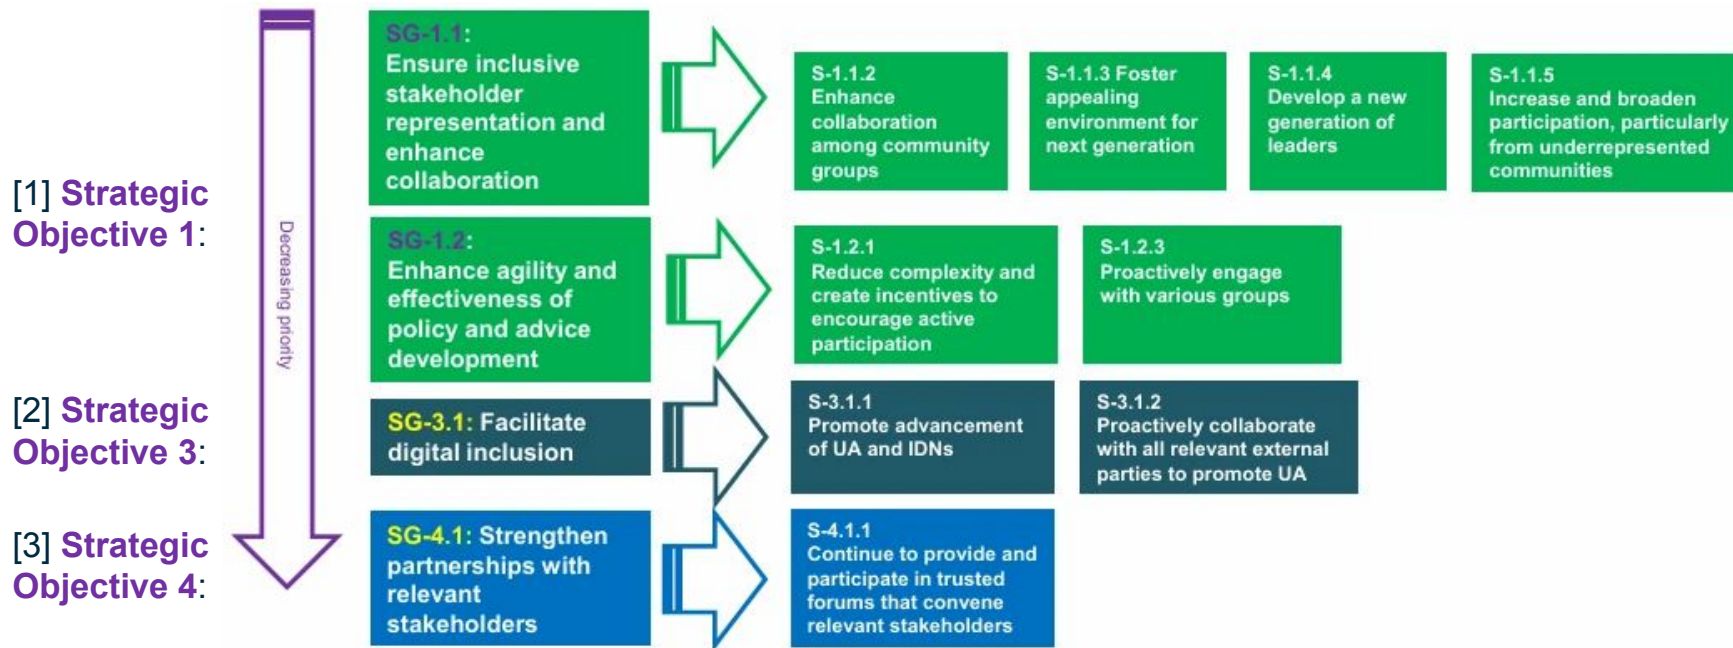 [1] Strategic
Objective 1:
Decreasing priority
SG-1.1:
Ensure inclusive
stakeholder
representation and
enhance
collaboration
S-1.1.2
Enhance
collaboration
among community
groups
S-1.1.3 Foster
appealing
environment for
next generation
S-1.1.4
Develop a new
generation of
leaders
S-1.1.5
Increase and broaden
participation, particularly
from underrepresented
communities
SG-1.2:
Enhance agility and
effectiveness of
policy and advice
development
S-1.2.1
Reduce complexity and
create incentives to
encourage active
participation
S-1.2.3
Proactively engage
with various groups
[2] Strategic
Objective 3:
SG-3.1: Facilitate
digital inclusion
S-3.1.1
Promote advancement
of UA and IDNs
S-3.1.2
Proactively collaborate
with all relevant external
parties to promote UA
[3] Strategic
Objective 4:
SG-4.1: Strengthen
partnerships with
relevant
stakeholders
S-4.1.1
Continue to provide and
participate in trusted
forums that convene
relevant stakeholders